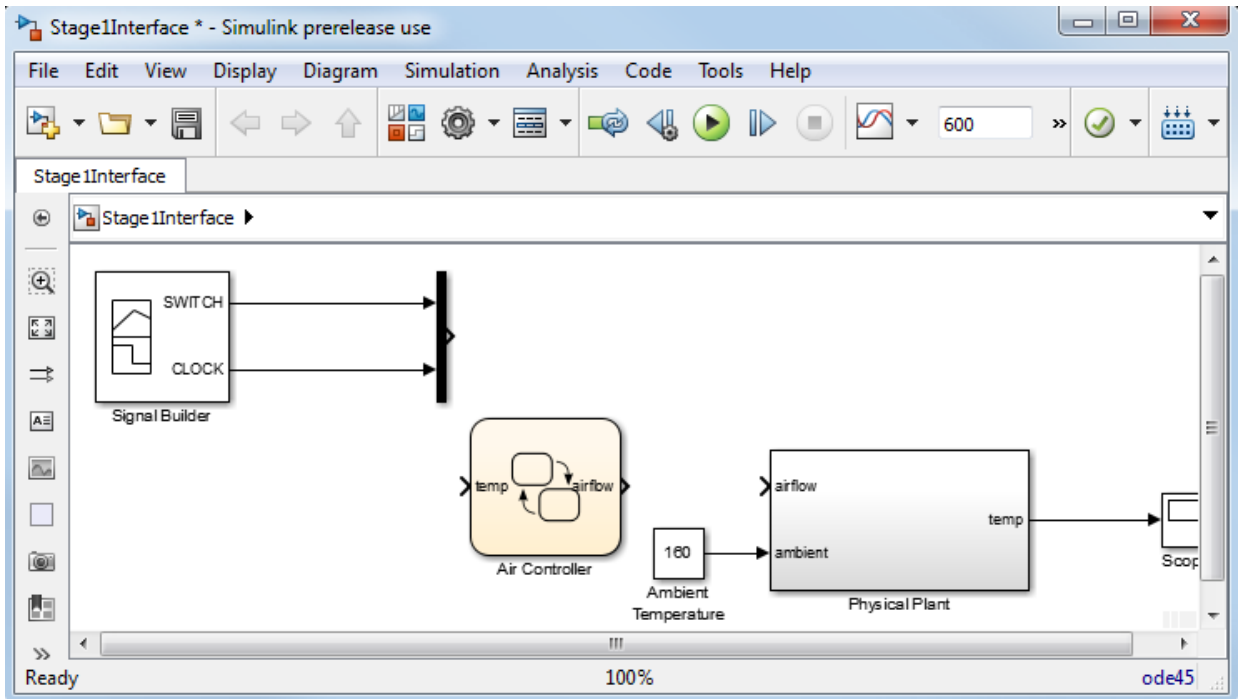 Stage1Interface * - Simulink prerelease use
File Edit View Display Diagram Simulation Analysis Code Tools Help
600
Stage1Interface
Stage1Interface
SWITCH
CLOCK
Signal Builder
temp
airflow
Air Controller
160
Ambient
Temperature
airflow
ambient
temp
Physical Plant
Ready 100% ode45